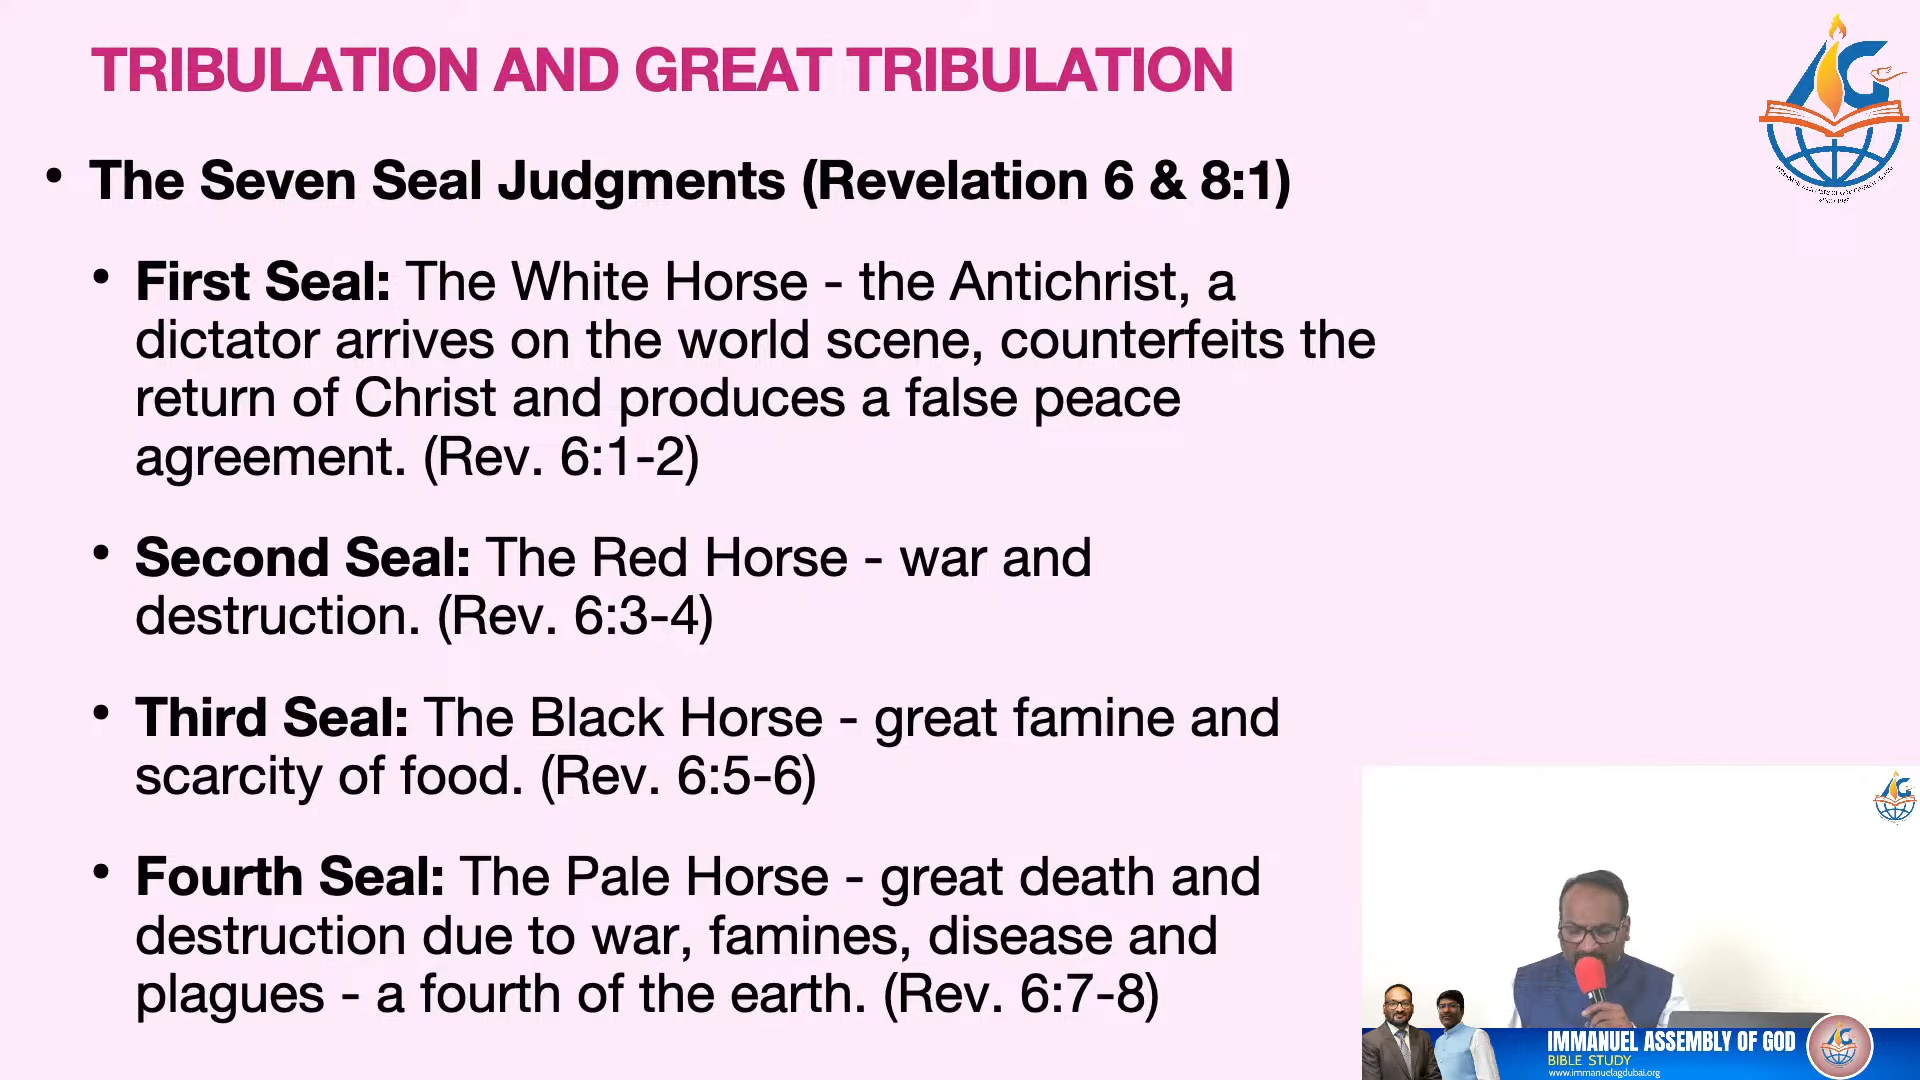 TRIBULATION AND GREAT TRIBULATION
• The Seven Seal Judgments (Revelation 6 & 8:1)
• First Seal: The White Horse - the Antichrist, a
dictator arrives on the world scene, counterfeits the
return of Christ and produces a false peace
agreement. (Rev. 6:1-2)
• Second Seal: The Red Horse - war and
destruction. (Rev. 6:3-4)
• Third Seal: The Black Horse - great famine and
scarcity of food. (Rev. 6:5-6)
• Fourth Seal: The Pale Horse - great death and
destruction due to war, famines, disease and
plagues - a fourth of the earth. (Rev. 6:7-8)
AG
AG
IMMANUEL ASSEMBLY OF GOD
BIBLE STUDY
www.immanuelagdubai.org